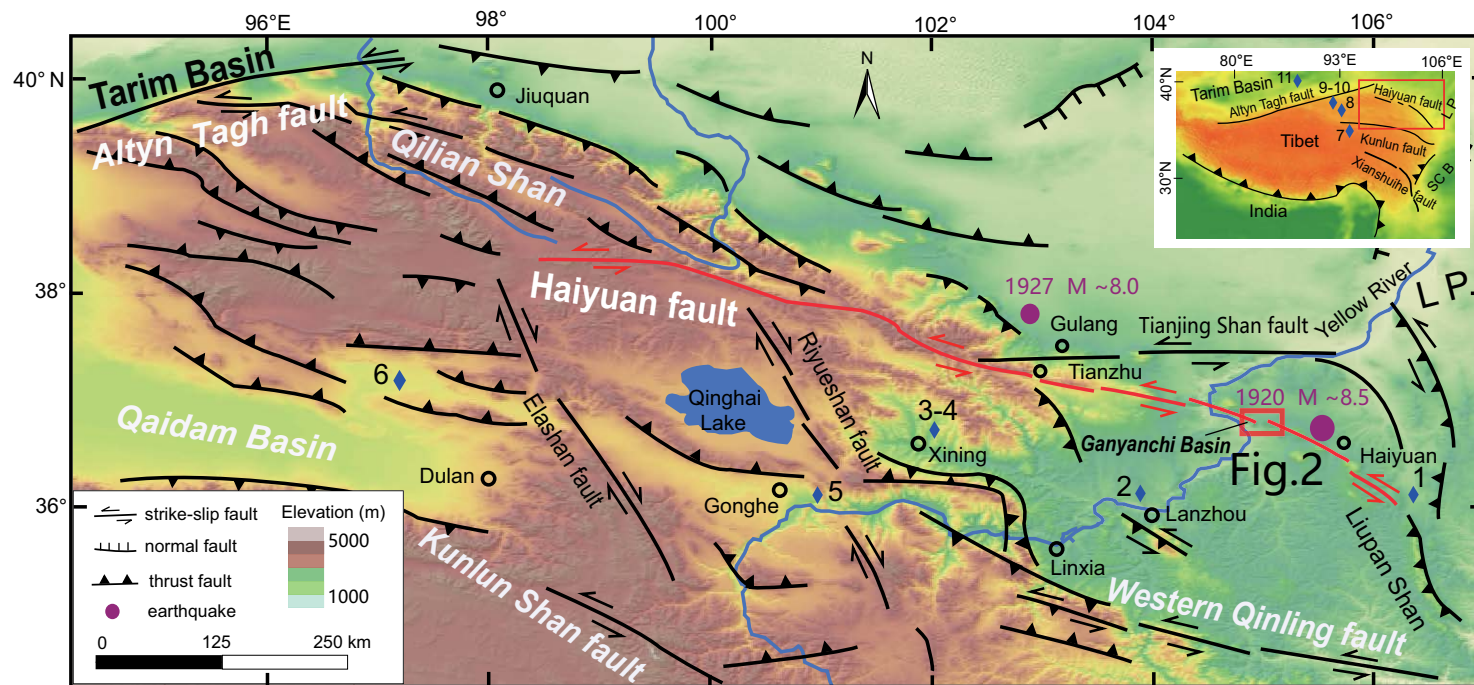 96°E
98°
100°
102°
104°
106°
40° N
38°
36°
Tarim Basin
Altyn Tagh fault
Jiuquan
Qilian Shan
N
Haiyuan fault
1927 M ~8.0
Gulang
Tianjing Shan fault
Yellow River
L P
Tianzhu
1920 M ~8.5
Haiyuan
Ganyanchi Basin
Fig.2
1
Liupan Shan
6
Qaidam Basin
Elashan fault
Qinghai
Lake
Riyueshan fault
3-4
Xining
Dulan
Gonghe
5
2
Lanzhou
Linxia
Kunlun Shan fault
Western Qinling fault
strike-slip fault
normal fault
thrust fault
earthquake
Elevation (m)
5000
1000
0
125
250 km
80°E
93°E
106°E
40°N
30°N
Tarim Basin
11
9-10
Altyn Tagh fault
8
Haiyuan fault
L P
7
Tibet
Kunlun fault
Xianshuihe fault
SC B
India